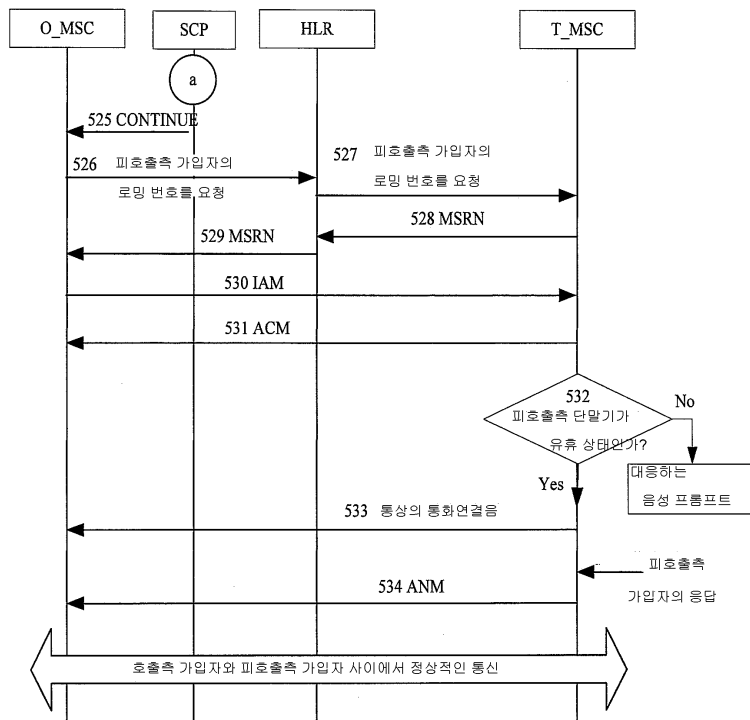 O_MSC
SCP
HLR
T_MSC
a
525 CONTINUE
526 피호출측 가입자의
로밍 번호를 요청
527 피호출측 가입자의
로밍 번호를 요청
528 MSRN
529 MSRN
530 IAM
531 ACM
532
피호출측 단말기가
유휴 상태인가?
No
Yes
대응하는
음성 프롬프트
533 통상의 통화연결음
피호출측
가입자의 응답
534 ANM
호출측 가입자와 피호출측 가입자 사이에서 정상적인 통신